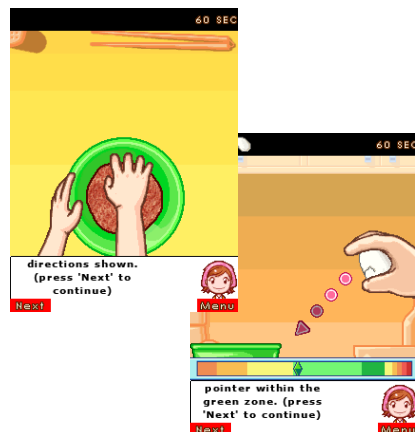 60 SEC
directions shown.
(press 'Next' to
continue)
Next
Menu
60 SEC
pointer within the
green zone. (press
'Next' to continue)
Next
Menu